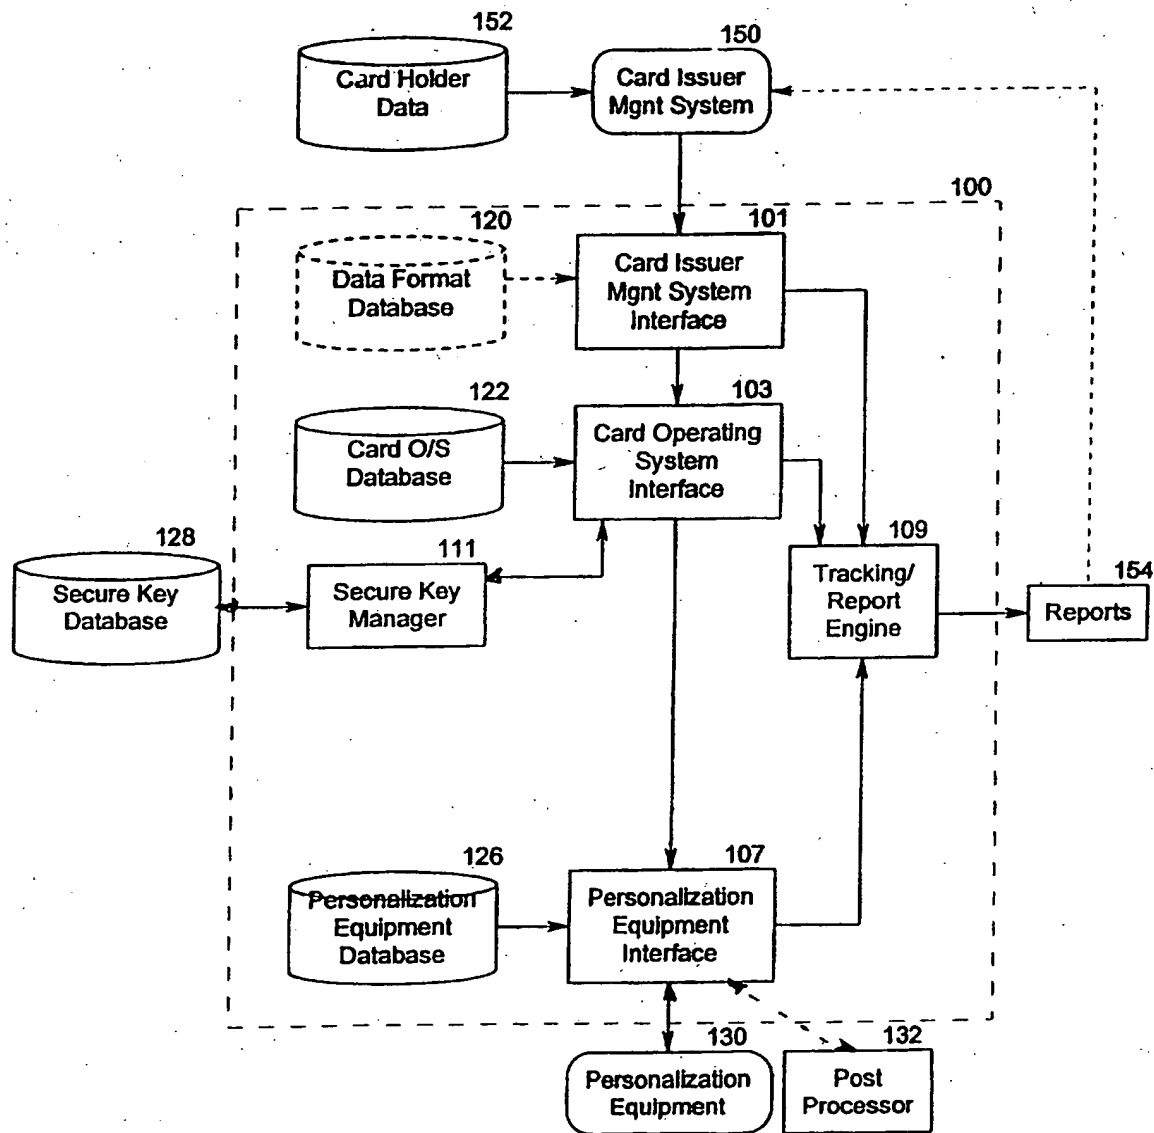 152
Card Holder
Data
150
Card Issuer
Mgnt System
100
120
Data Format
Database
101
Card Issuer
Mgnt System
Interface
122
Card O/S
Database
103
Card Operating
System
Interface
128
Secure Key
Database
111
Secure Key
Manager
109
Tracking/
Report
Engine
154
Reports
126
Personalization
Equipment
Database
107
Personalization
Equipment
Interface
130
Personalization
Equipment
132
Post
Processor